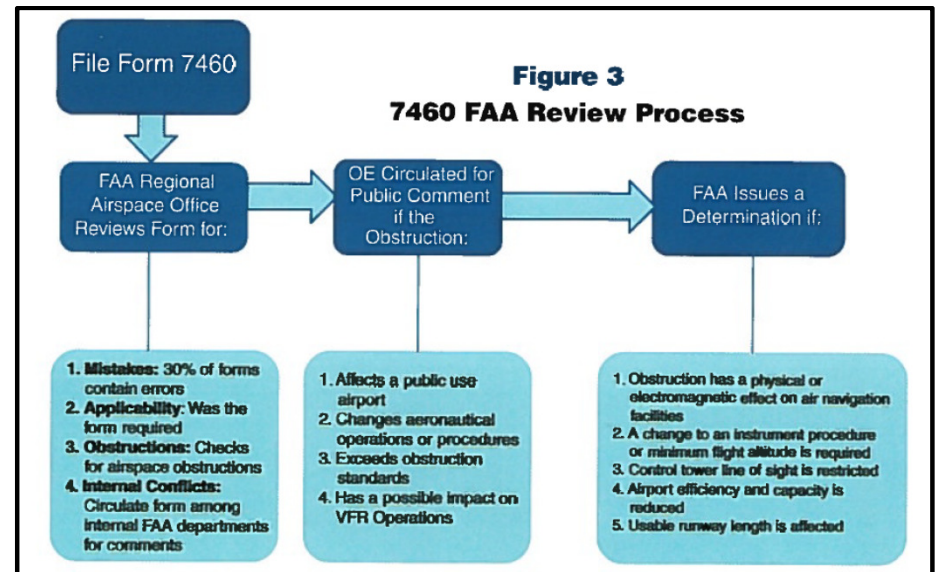 File Form 7460
Figure 3
7460 FAA Review Process
FAA Regional
Airspace Office
Reviews Form for:
OE Circulated for
Public Comment
if the
Obstruction:
FAA Issues a
Determination if:
1. Mistakes: 30% of forms
contain errors
2. Applicability: Was the
form required
3. Obstructions: Checks
for airspace obstructions
4. Internal Conflicts:
Circulate form among
internal FAA departments
for comments
1. Affects a public use
airport
2. Changes aeronautical
operations or procedures
3. Exceeds obstruction
standards
4. Has a possible impact on
VFR Operations
1. Obstruction has a physical or
electromagnetic effect on air navigation
facilities
2. A change to an instrument procedure
or minimum flight altitude is required
3. Control tower line of sight is restricted
4. Airport efficiency and capacity is
reduced
5. Usable runway length is affected